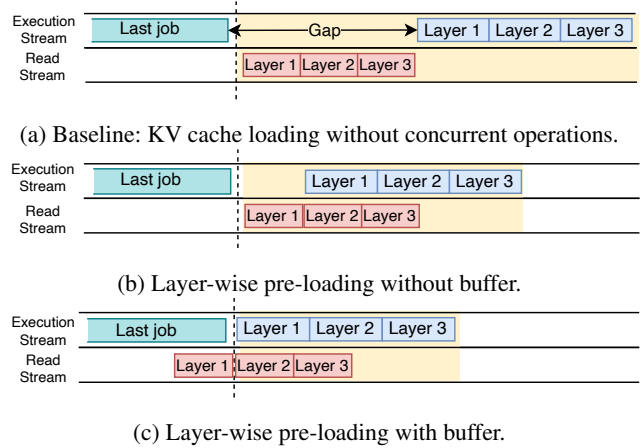 Execution
Stream
Last job
Gap
Layer 1 Layer 2 Layer 3
Read
Stream
Layer 1 Layer 2 Layer 3
(a) Baseline: KV cache loading without concurrent operations.
Execution
Stream
Last job
Layer 1 Layer 2 Layer 3
Read
Stream
Layer 1 Layer 2 Layer 3
(b) Layer-wise pre-loading without buffer.
Execution
Stream
Last job
Layer 1 Layer 2 Layer 3
Read
Stream
Layer 1 Layer 2 Layer 3
(c) Layer-wise pre-loading with buffer.